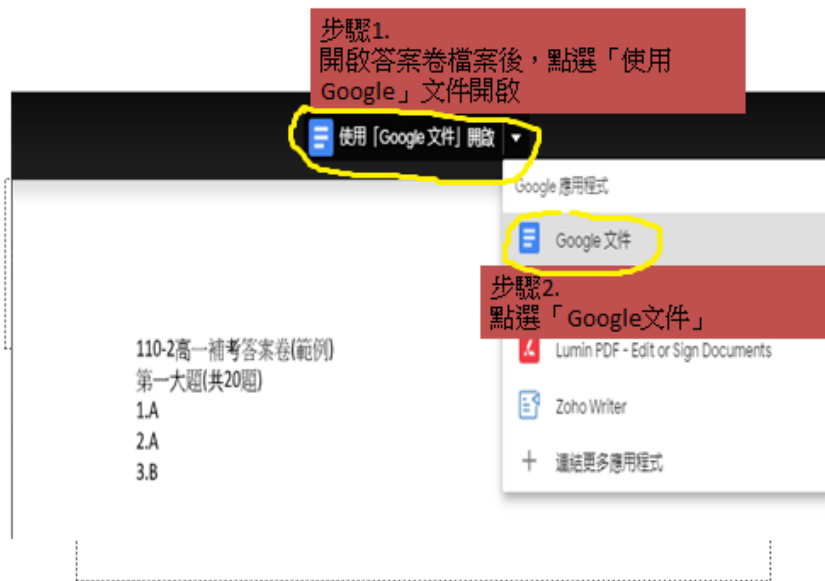 步驟1.
開啟答案卷檔案後，點選「使用
Google」文件開啟
使用「Google 文件」開啟
Google 應用程式
Google 文件
步驟2.
點選「Google文件」
Lumin PDF - Edit or Sign Documents
Zoho Writer
連結更多應用程式
110-2高一補考答案卷(範例)
第一大題(共20題)
1.A
2.A
3.B